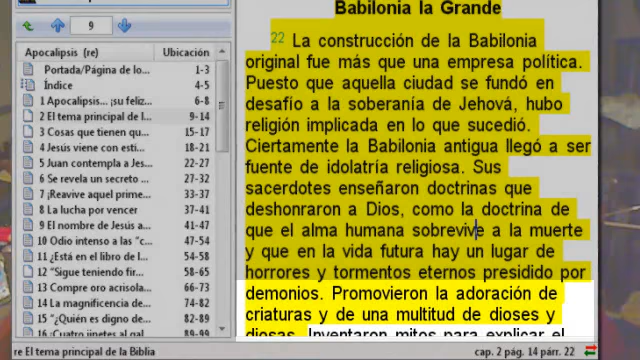 Babilonia la Grande
9
Apocalipsis (re) Ubicación
Portada/Página de lo... 1-3
Índice 4-5
1 Apocalipsis... ¡su feliz... 6-8
2 El tema principal de l... 9-14
3 Cosas que tienen qu... 15-17
4 Jesús viene con esti... 18-21
5 Juan contempla a Jes... 22-27
6 Se revela un secreto ... 27-32
7 ¡Reavive aquel prime... 33-37
8 La lucha por vencer 37-41
9 El nombre de Jesús a... 41-47
10 Odio intenso a las "c... 47-54
11 ¿Está en el libro de l... 54-58
12 "Sigue teniendo fir... 58-65
13 Compre oro acrisola... 66-73
14 La magnificencia de... 74-82
15 "¿Quién es digno de... 82-89
16 ¡Cuatro jinetes al gal... 89-99
22 La construcción de la Babilonia
original fue más que una empresa política.
Puesto que aquella ciudad se fundó en
desafío a la soberanía de Jehová, hubo
religión implicada en lo que sucedió.
Ciertamente la Babilonia antigua llegó a ser
fuente de idolatría religiosa. Sus
sacerdotes enseñaron doctrinas que
deshonraron a Dios, como la doctrina de
que el alma humana sobrevive a la muerte
y que en la vida futura hay un lugar de
horrores y tormentos eternos presidido por
demonios. Promovieron la adoración de
criaturas y de una multitud de dioses y
diosas. Inventaron mitos para explicar el
re El tema principal de la Biblia cap. 2 pág. 14 párr. 22